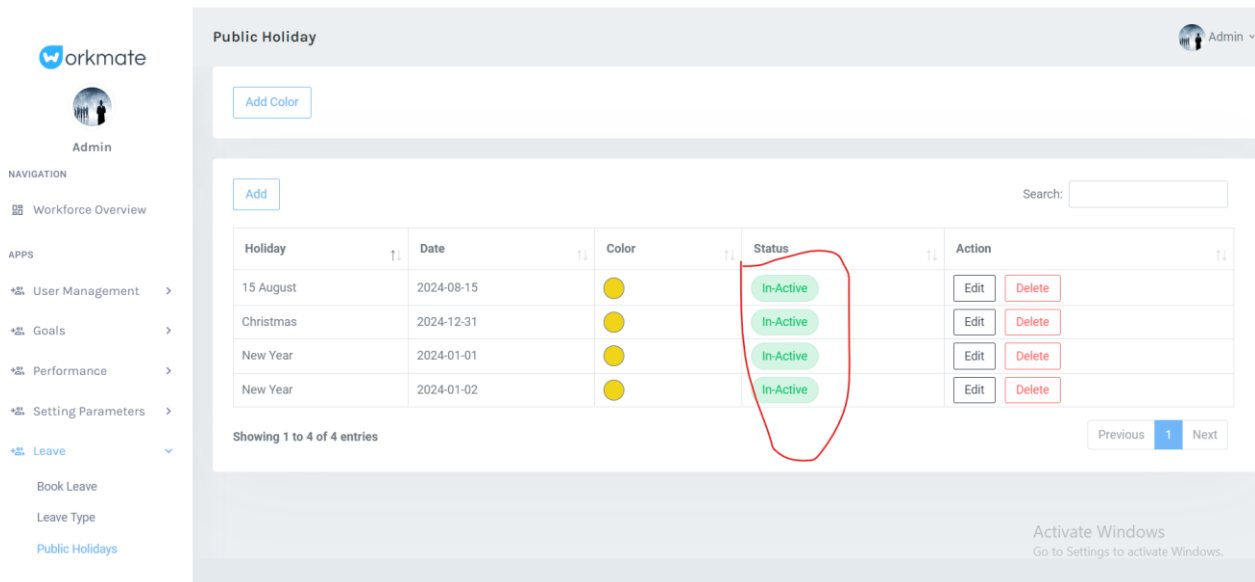 Workmate
Admin
NAVIGATION
Workforce Overview
APPS
User Management
Goals
Performance
Setting Parameters
Leave
Book Leave
Leave Type
Public Holidays
Public Holiday
Admin
Add Color
Add
Search:
Holiday Date Color Status Action
15 August 2024-08-15 In-Active Edit Delete
Christmas 2024-12-31 In-Active Edit Delete
New Year 2024-01-01 In-Active Edit Delete
New Year 2024-01-02 In-Active Edit Delete
Showing 1 to 4 of 4 entries
Previous 1 Next
Activate Windows
Go to Settings to activate Windows.